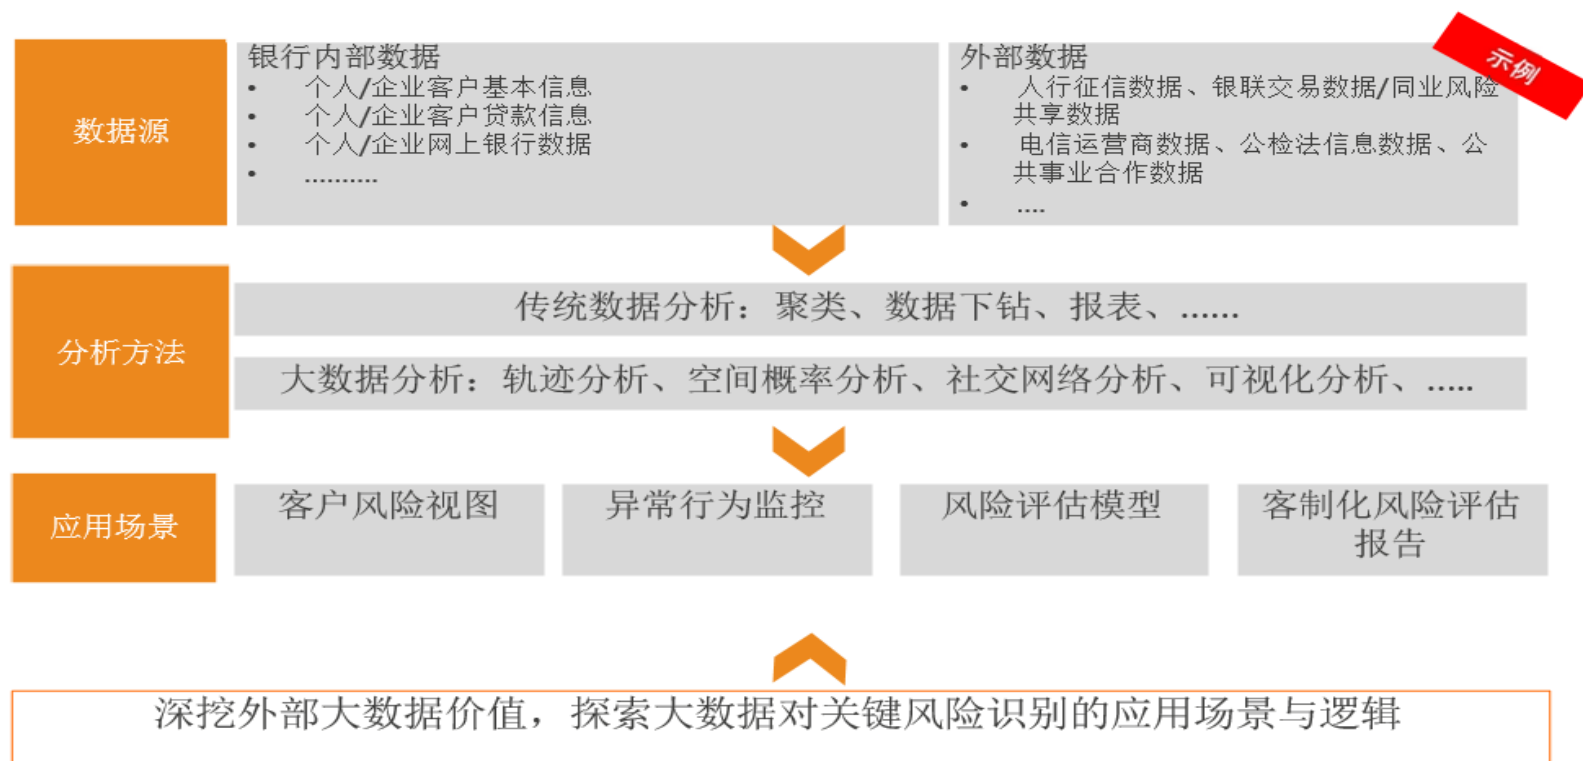 示例
数据源
银行内部数据
• 个人/企业客户基本信息
• 个人/企业客户贷款信息
• 个人/企业网上银行数据
• ..........
外部数据
• 人行征信数据、银联交易数据/同业风险
共享数据
• 电信运营商数据、公检法信息数据、公
共事业合作数据
• ....
分析方法
传统数据分析：聚类、数据下钻、报表、......
大数据分析：轨迹分析、空间概率分析、社交网络分析、可视化分析、.....
应用场景
客户风险视图
异常行为监控
风险评估模型
客制化风险评估
报告
深挖外部大数据价值，探索大数据对关键风险识别的应用场景与逻辑